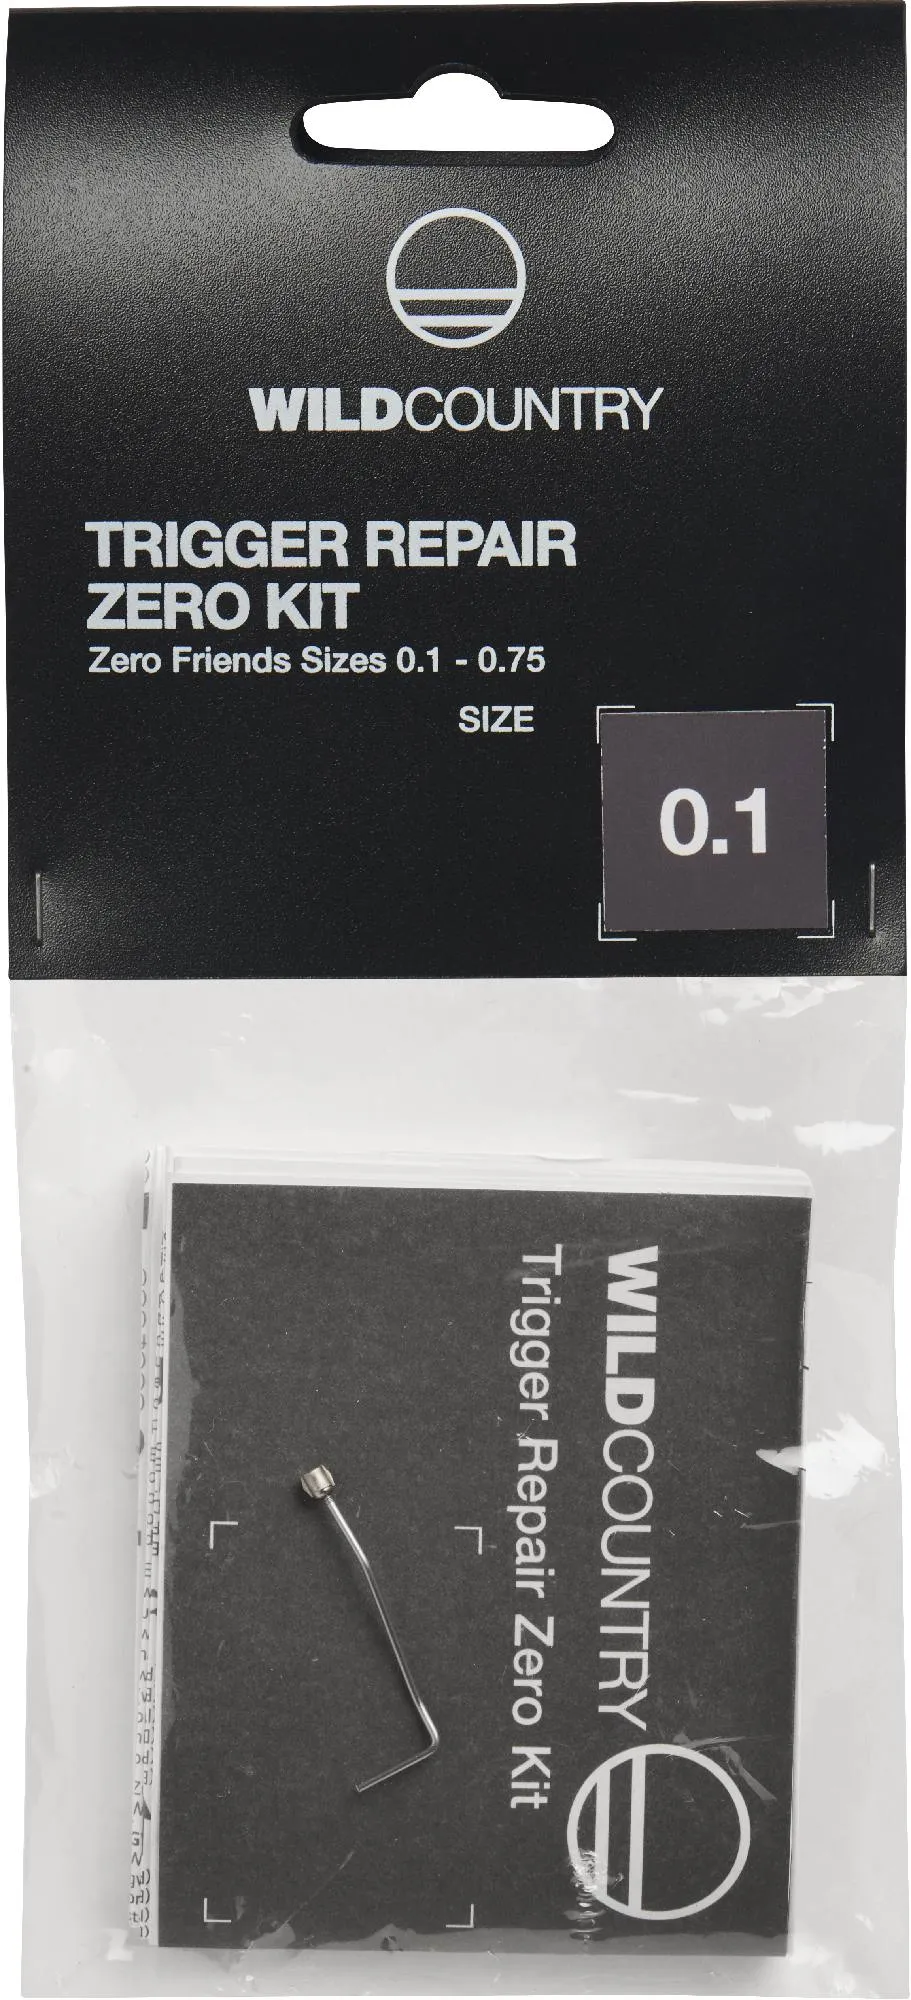 WILDCOUNTRY
TRIGGER REPAIR
ZERO KIT
Zero Friends Sizes 0.1 - 0.75
SIZE
0.1
WILDCOUNTRY
Trigger Repair Zero Kit